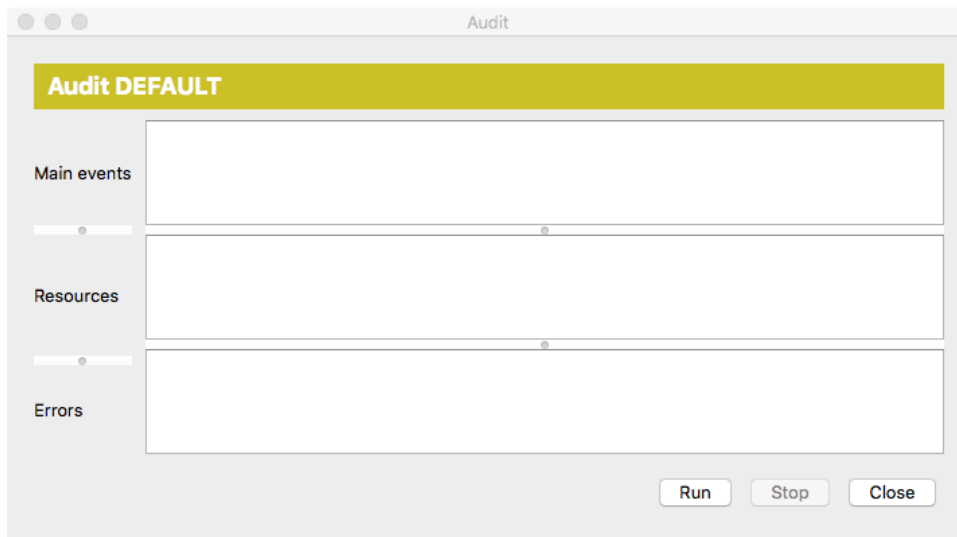 Audit
Audit DEFAULT
Main events
Resources
Errors
Run Stop Close